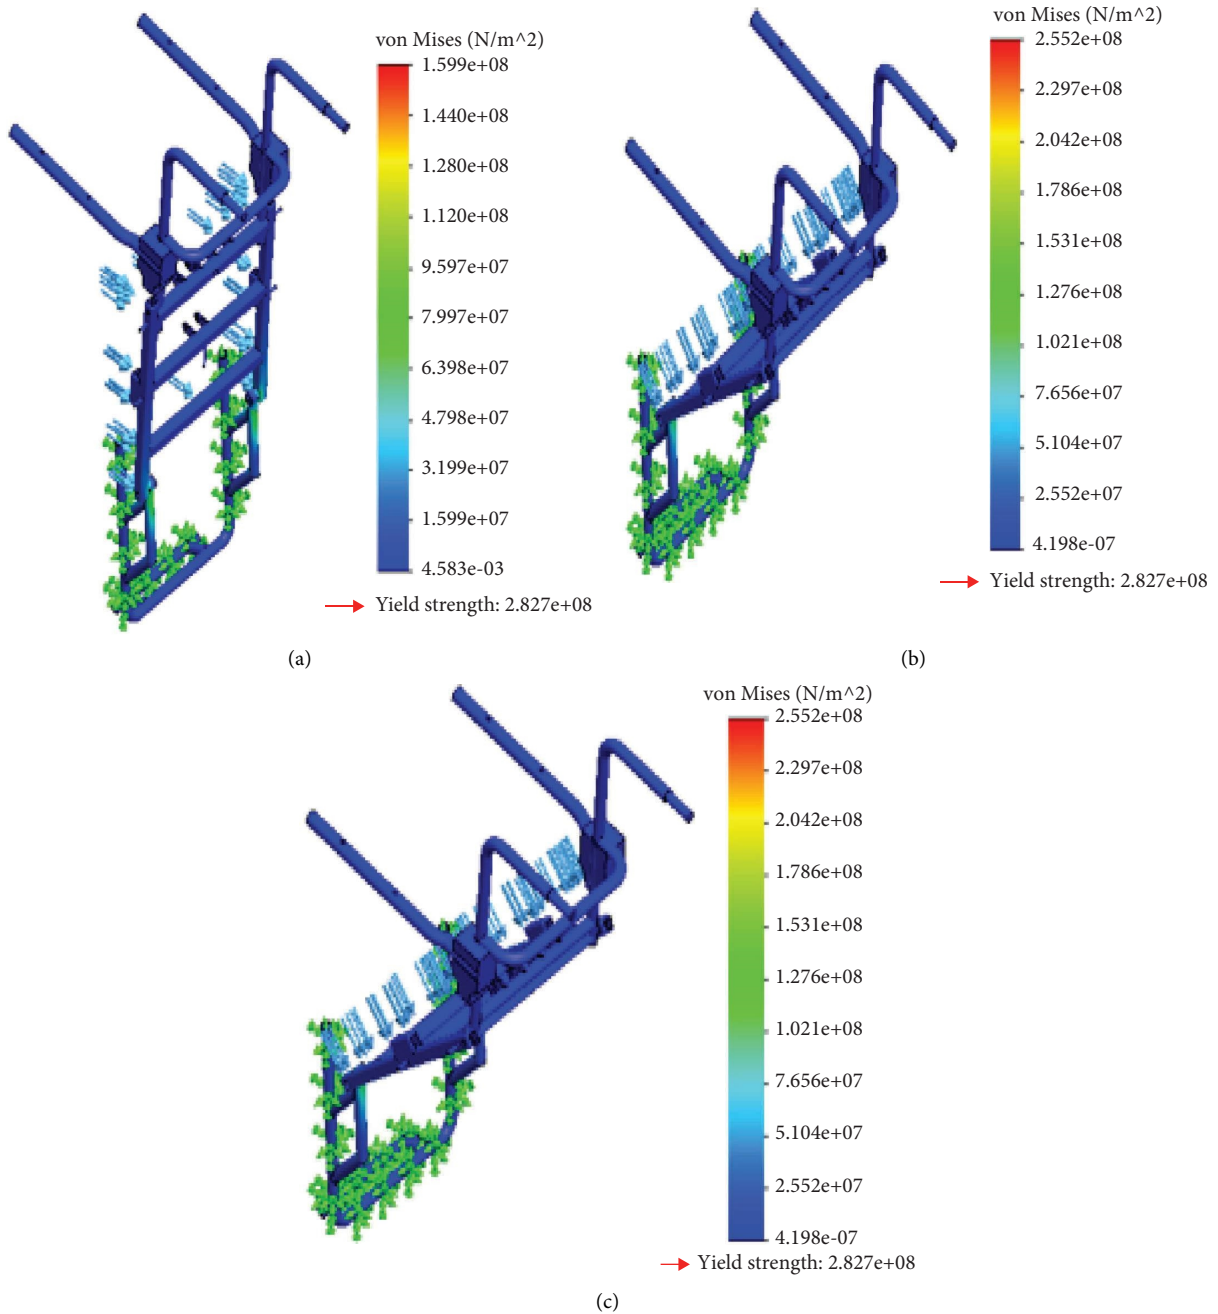 von Mises (N/m^2)
1.599e+08
1.440e+08
1.280e+08
1.120e+08
9.597e+07
7.997e+07
6.398e+07
4.798e+07
3.199e+07
1.599e+07
4.583e-03
Yield strength: 2.827e+08
(a)
von Mises (N/m^2)
2.552e+08
2.297e+08
2.042e+08
1.786e+08
1.531e+08
1.276e+08
1.021e+08
7.656e+07
5.104e+07
2.552e+07
4.198e-07
Yield strength: 2.827e+08
(b)
von Mises (N/m^2)
2.552e+08
2.297e+08
2.042e+08
1.786e+08
1.531e+08
1.276e+08
1.021e+08
7.656e+07
5.104e+07
2.552e+07
4.198e-07
Yield strength: 2.827e+08
(c)